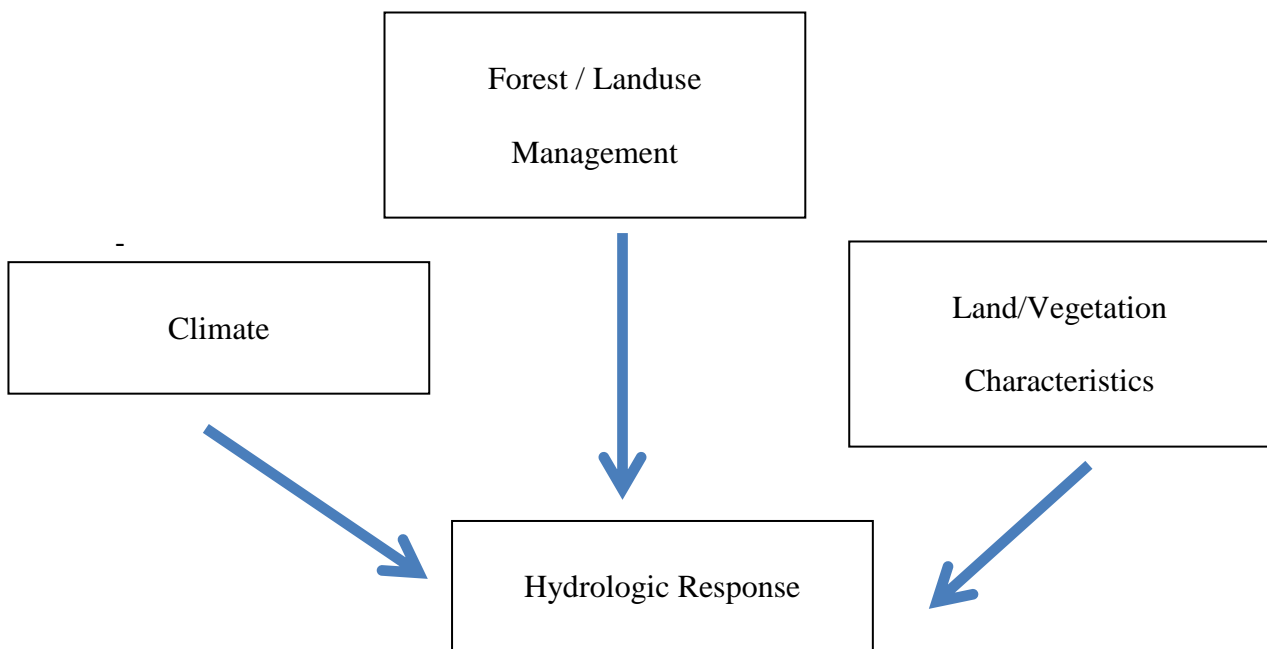 Forest / Landuse
Management
-
Climate
Land/Vegetation
Characteristics
Hydrologic Response